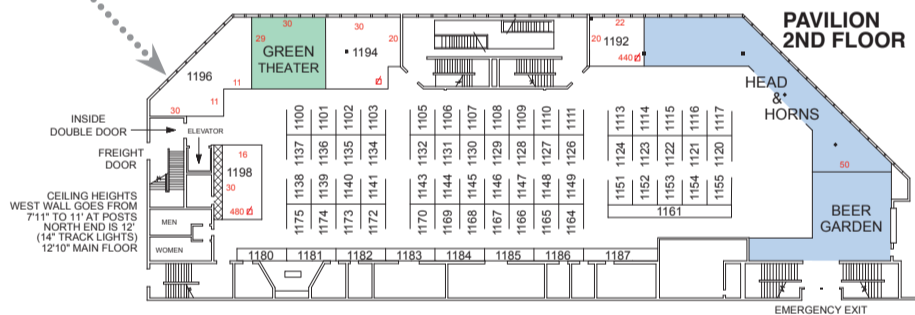 PAVILION
2ND FLOOR
30
30
22
29
GREEN
THEATER
1194
20
20
1192
440
1196
11
11
30
HEAD
&
HORNS
INSIDE
DOUBLE DOOR
ELEVATOR
FREIGHT
DOOR
16
1198
30
480
CEILING HEIGHTS
WEST WALL GOES FROM
7'11" TO 11' AT POSTS
NORTH END IS 12'
(14" TRACK LIGHTS)
12'10" MAIN FLOOR
MEN
WOMEN
1100 1101 1102 1103
1137 1136 1135 1134
1138 1139 1140 1141
1175 1174 1173 1172
1105 1106 1107 1108 1109 1110 1111
1132 1131 1130 1129 1128 1127 1126
1143 1144 1145 1146 1147 1148 1149
1170 1169 1168 1167 1166 1165 1164
1113 1114 1115 1116 1117
1124 1123 1122 1121 1120
1151 1152 1153 1154 1155
1161
50
BEER
GARDEN
1180 1181 1182 1183 1184 1185 1186 1187
EMERGENCY EXIT